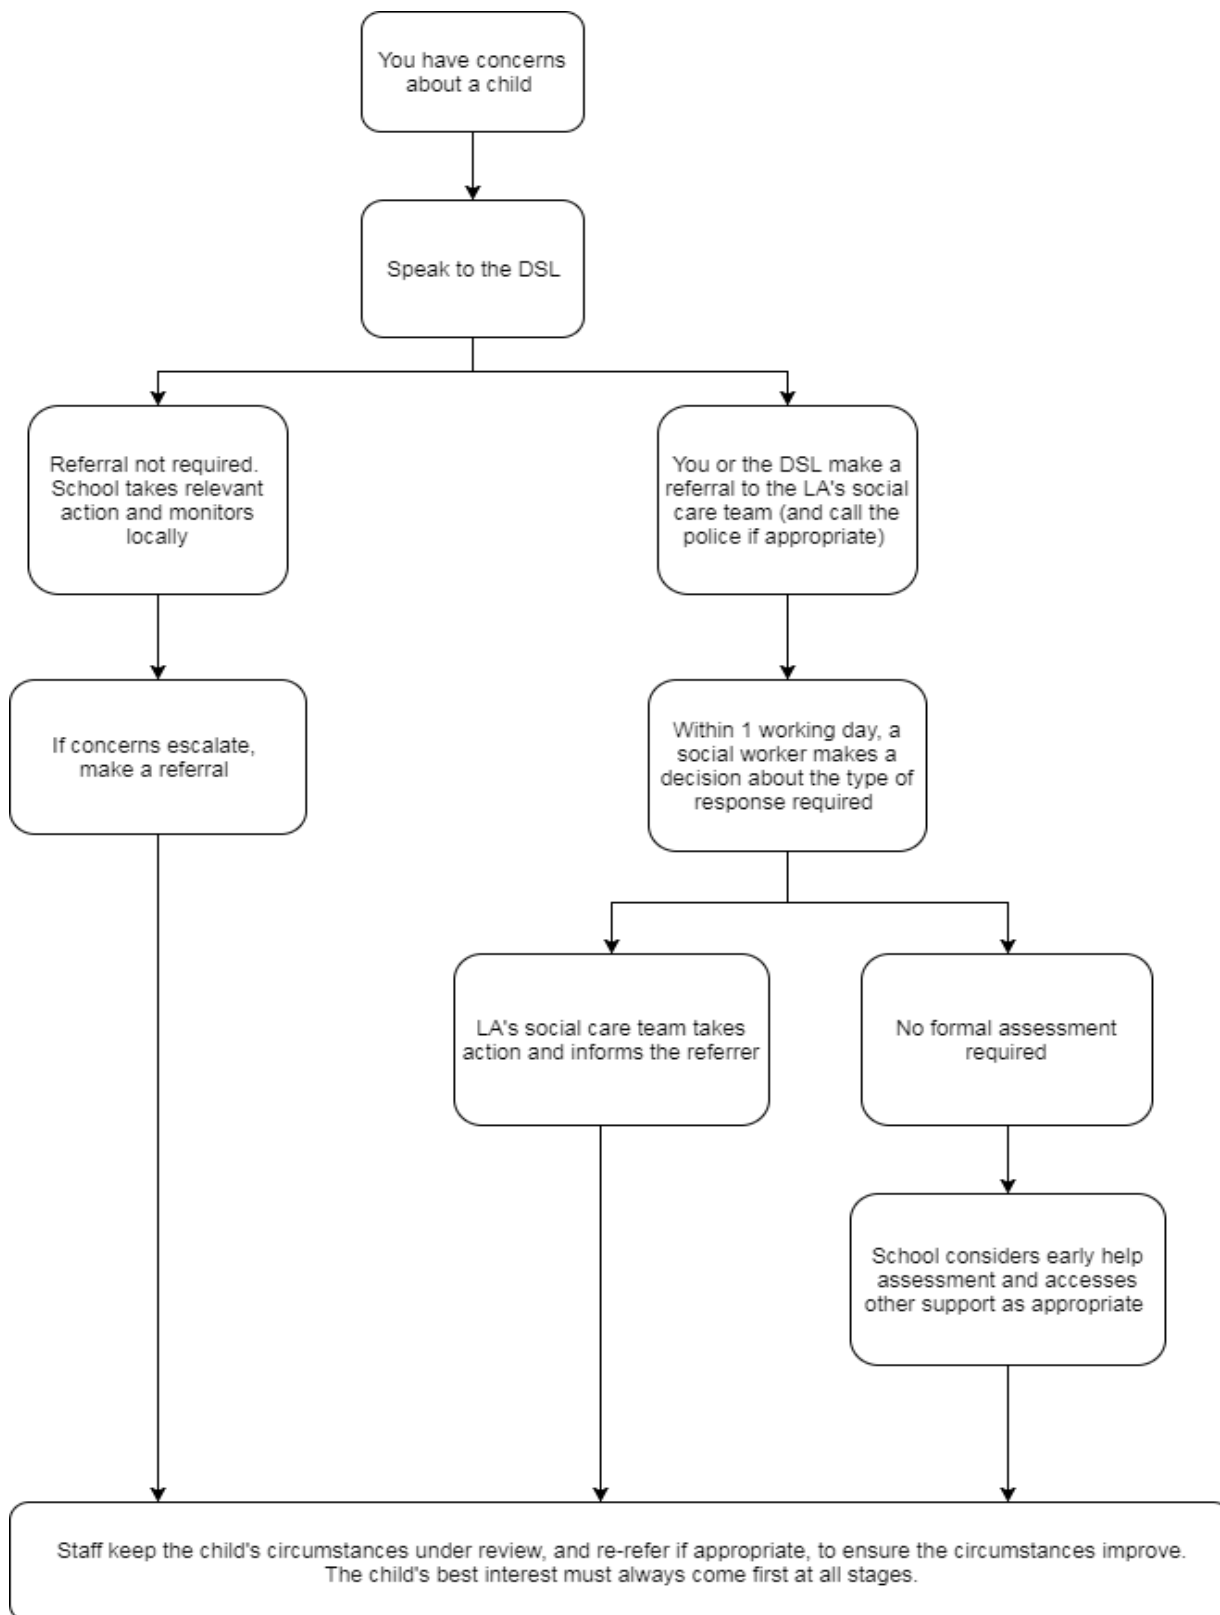 You have concerns
about a child
Speak to the DSL
Referral not required.
School takes relevant
action and monitors
locally
You or the DSL make a
referral to the LA's social
care team (and call the
police if appropriate)
If concerns escalate,
make a referral
Within 1 working day, a
social worker makes a
decision about the type of
response required
LA's social care team takes
action and informs the referrer
No formal assessment
required
School considers early help
assessment and accesses
other support as appropriate
Staff keep the child's circumstances under review, and re-refer if appropriate, to ensure the circumstances improve.
The child's best interest must always come first at all stages.